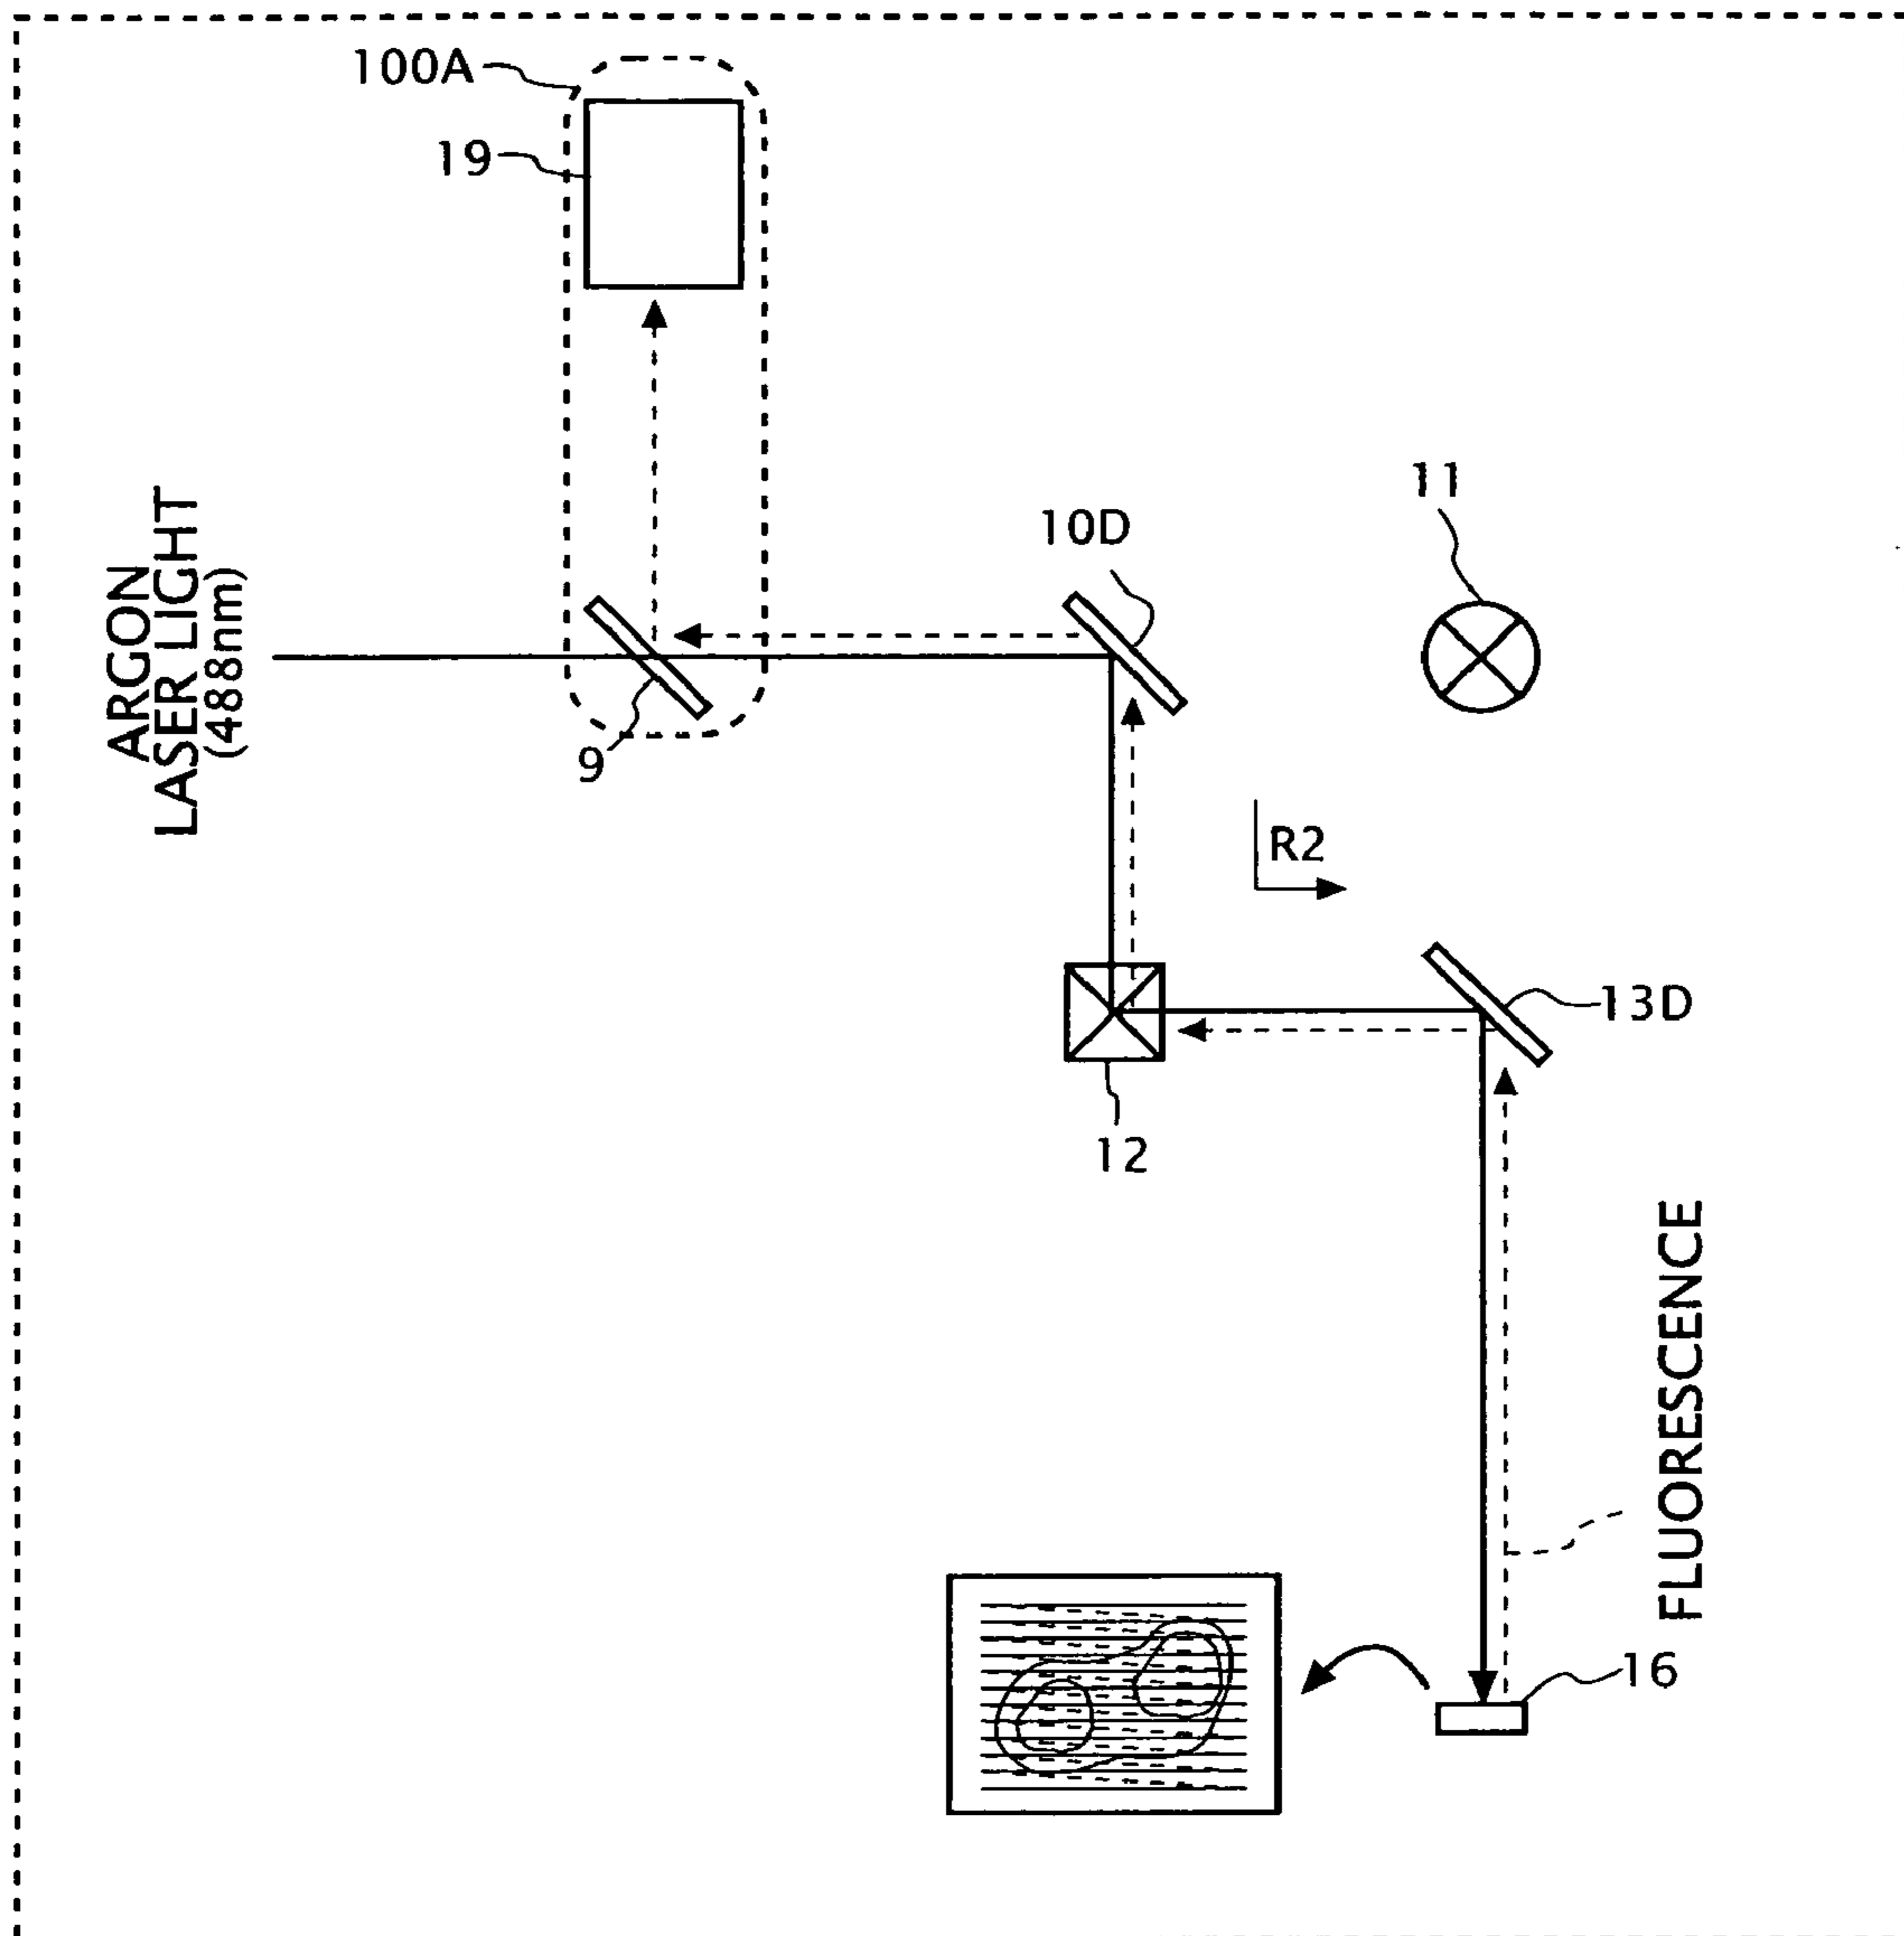 100A
19
ARGON
LASER LIGHT
(488nm)
10D
11
9
R2
13D
12
FLUORESCENCE
16